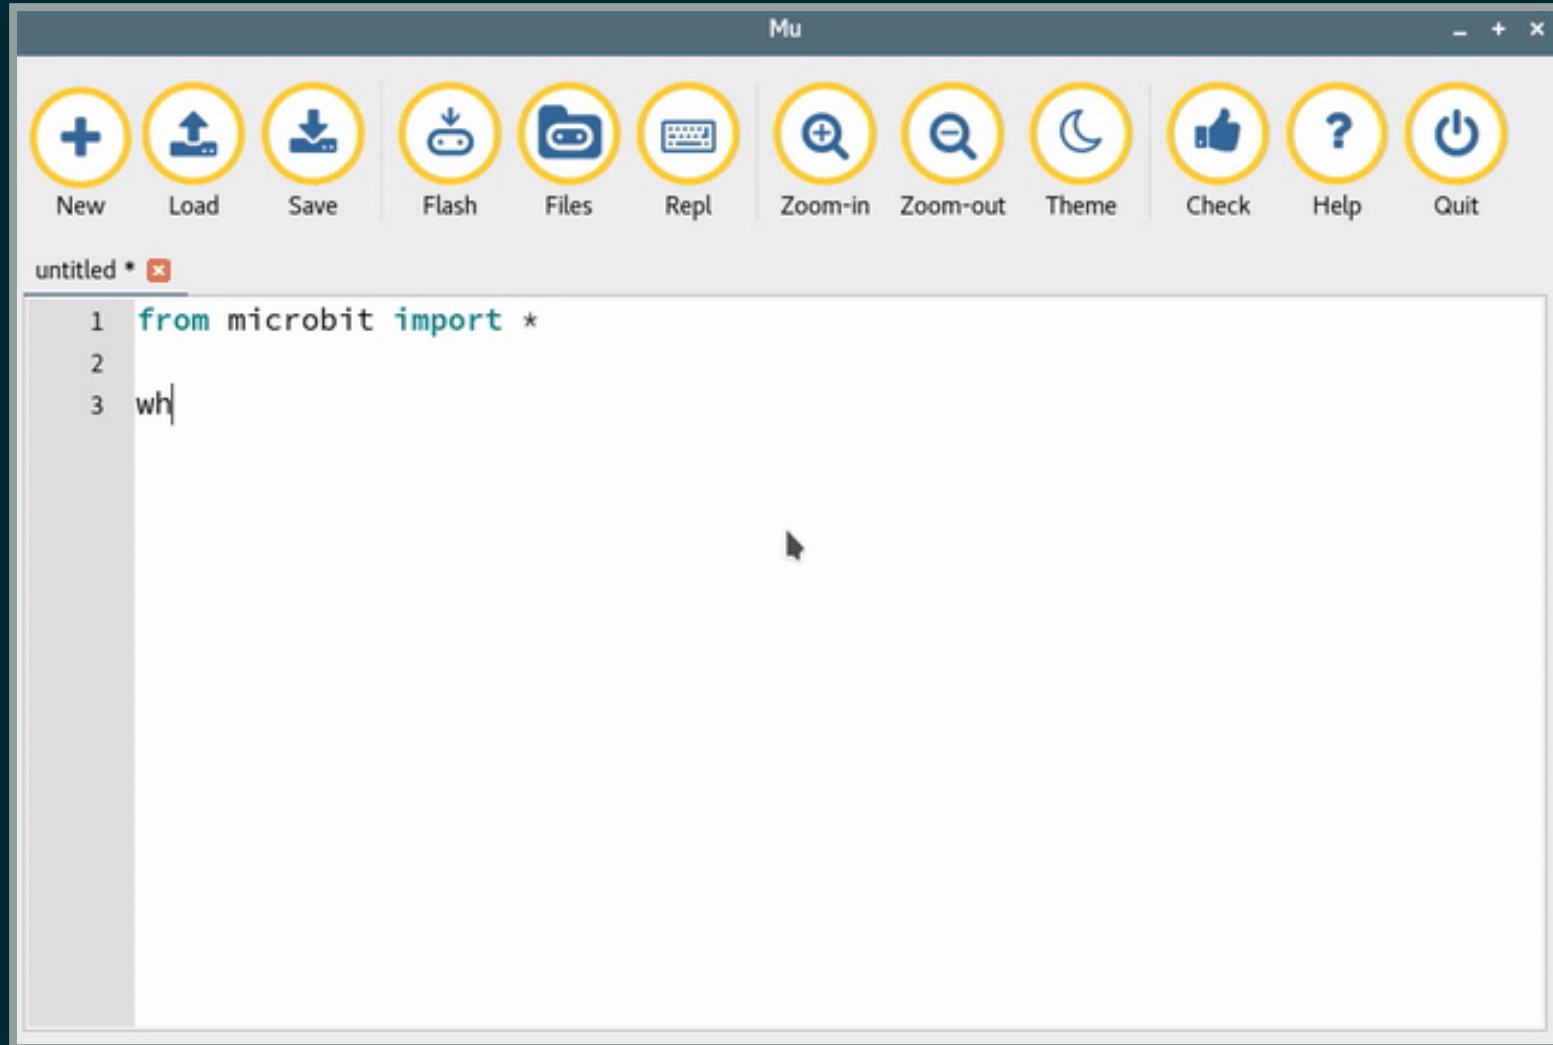 Mu
New Load Save Flash Files Repl Zoom-in Zoom-out Theme Check Help Quit
untitled *
1 from microbit import *
2
3 wh